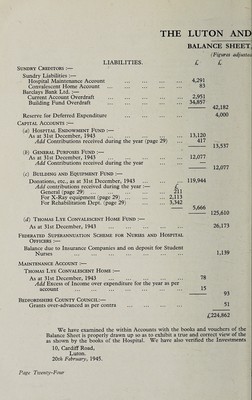 THE LUTON AND
BALANCE SHEET,
(Figures adjusted
LIABILITIES. £ £
SUNDRY CREDITORS :—
Sundry Liabilities :—
Hospital Maintenance Account ... 4,291
Convalescent Home Account ... 83
Barclays Bank Ltd. :—
Current Account Overdraft ... 2,951
Building Fund Overdraft ... 34,857
42,182
Reserve for Deferred Expenditure 4,000
CAPITAL ACCOUNTS :—
(a) HOSPITAL ENDOWMENT FUND :—
As at 31st December, 1943 ... 13,120
Add Contributions received during the year (page 29) ... 417
13,537
(b) GENERAL PURPOSES FUND :—
As at 31st December, 1943 ... 12,077
Add Contributions received during the year —
12,077
(c) BUILDING AND EQUIPMENT FUND :—
Donations, etc., as at 31st December, 1943 ... 119,944
Add contributions received during the year :— £
General (page 29) ... 211
For X-Ray equipment (page 29) ... 2,113
For Rehabilitation Dept. (page 29) ... 3,342
5,666
125,610
(d) THOMAS LYE CONVALESCENT HOME FUND :—
As at 31st December, 1943 ... 26,173
FEDERATED SUPERANNUATION SCHEME FOR NURSES AND HOSPITAL
OFFICERS :—
Balance due to Insurance Companies and on deposit for Student
Nurses ... 1,139
MAINTENANCE ACCOUNT :—
THOMAS LYE CONVALESCENT HOME :—
As at 31st December, 1943 ... 78
Add Excess of Income over expenditure for the year as per
account ... 15
93
BEDFORDSHIRE COUNTY COUNCIL:—
Grants over-advanced as per contra ... 51
£224,862
We have examined the within Accounts with the books and vouchers of the
Balance Sheet is properly drawn up so as to exhibit a true and correct view of the
as shown by the books of the Hospital. We have also verified the Investments
10, Cardiff Road,
Luton.
20th February, 1945.
Page Twenty-Four